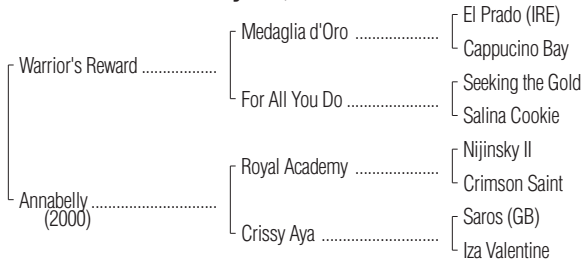 El Prado (IRE)
Medaglia d'Oro ....................
Cappucino Bay
Warrior's Reward ..................
Seeking the Gold
For All You Do ......................
Salina Cookie
Nijinsky II
Royal Academy ....................
Crimson Saint
Annabelly ..............................
(2000)
Saros (GB)
Crissy Aya ............................
Iza Valentine